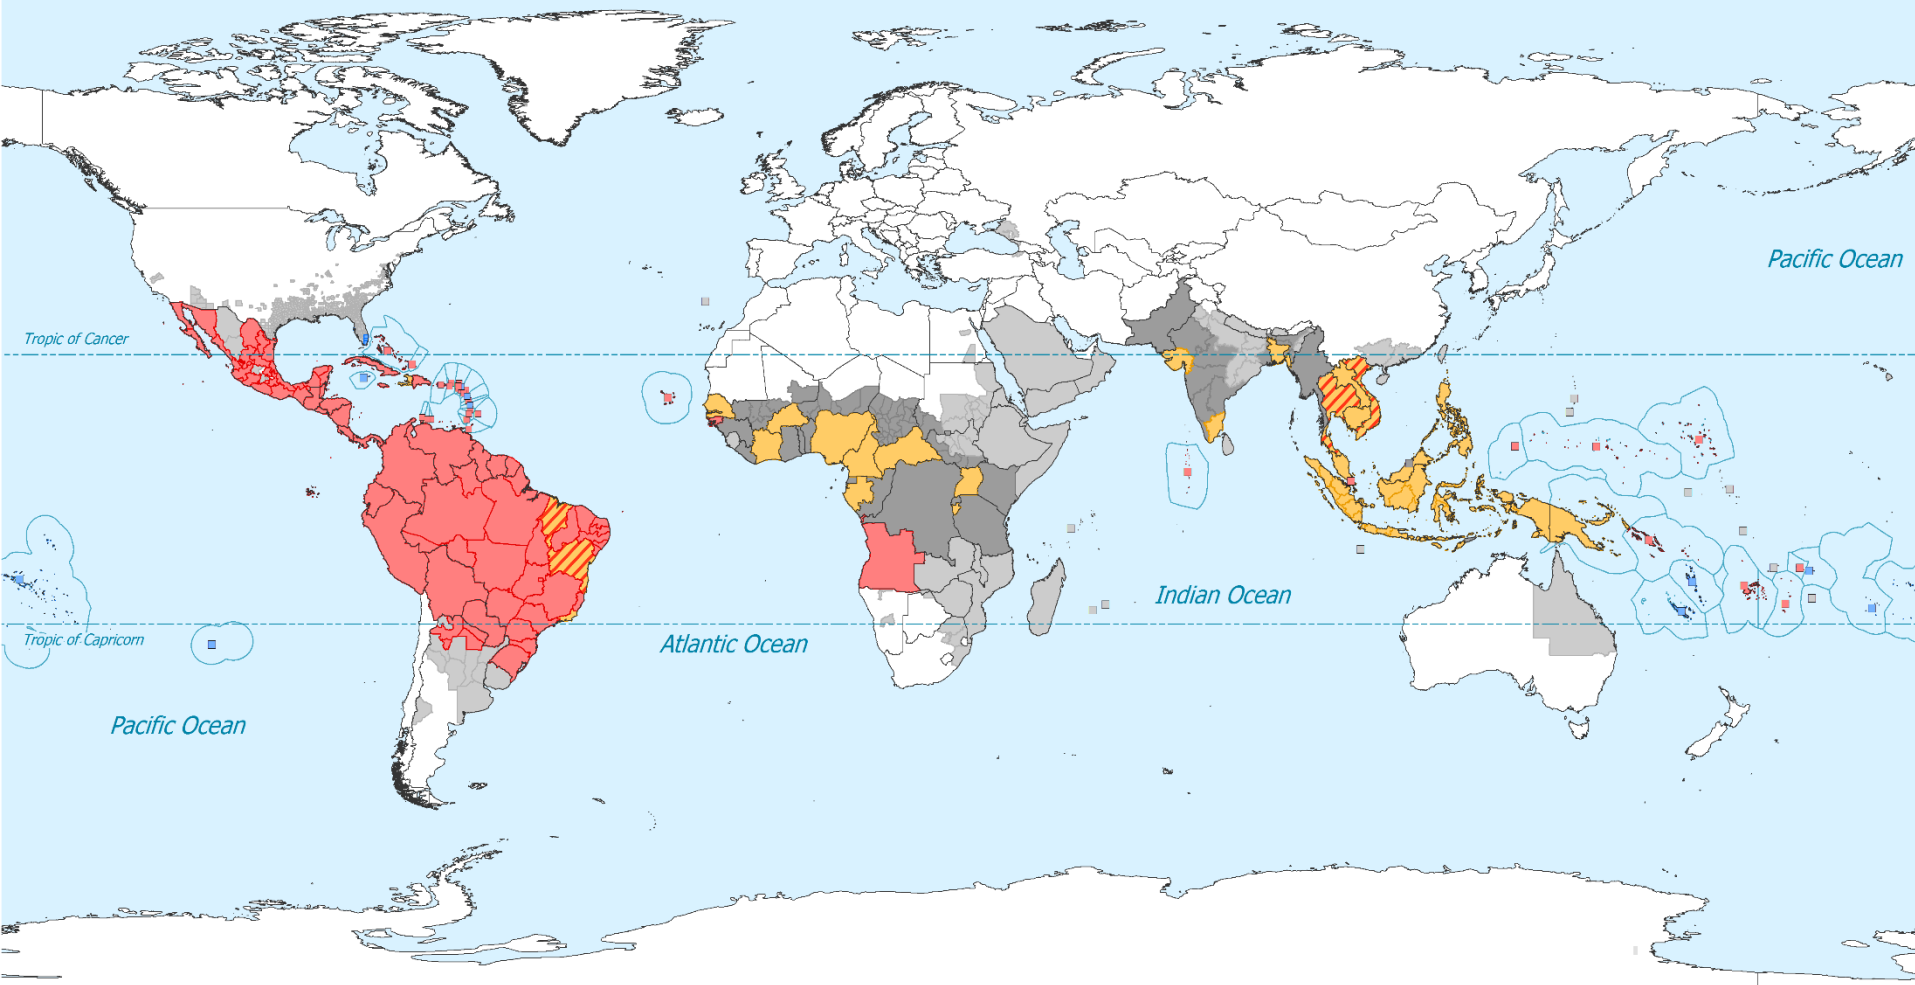 Pacific Ocean
Tropic of Cancer
Indian Ocean
Tropic of Capricorn
Atlantic Ocean
Pacific Ocean